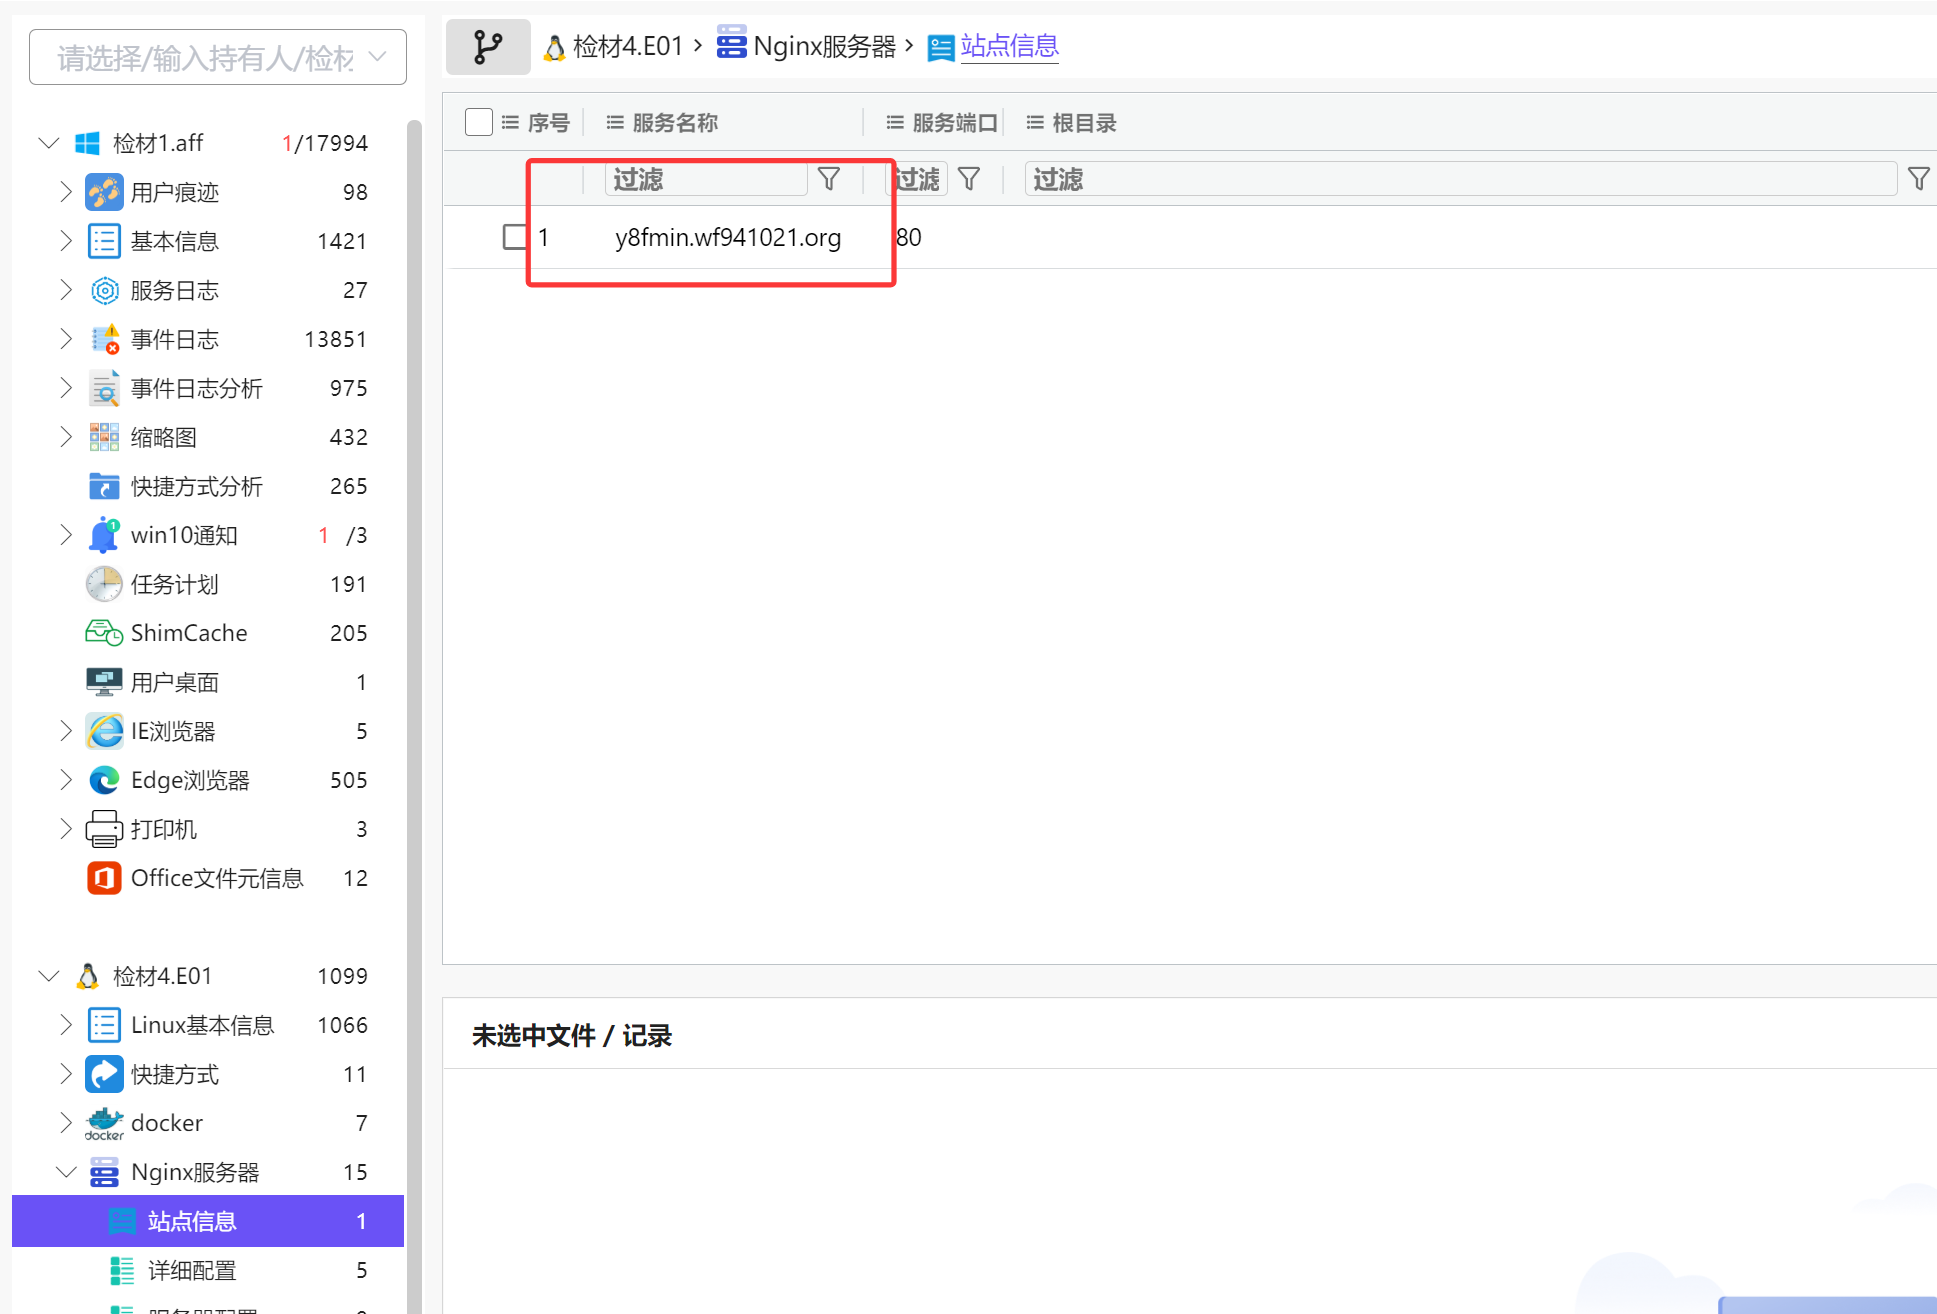 请选择/输入持有人/检材
检材1.aff 1/17994
用户痕迹 98
基本信息 1421
服务日志 27
事件日志 13851
事件日志分析 975
缩略图 432
快捷方式分析 265
win10通知 1 /3
任务计划 191
ShimCache 205
用户桌面 1
IE浏览器 5
Edge浏览器 505
打印机 3
Office文件元信息 12
检材4.E01 1099
Linux基本信息 1066
快捷方式 11
docker docker 7
Nginx服务器 15
站点信息 1
详细配置 5
检材4.E01 › Nginx服务器 › 站点信息
序号 服务名称 服务端口 根目录
过滤 过滤 过滤
1 y8fmin.wf941021.org 80
未选中文件 / 记录